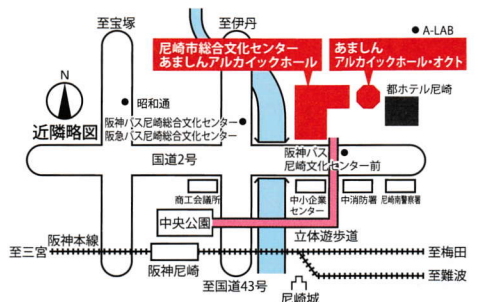 至宝塚
至伊丹
A-LAB
尼崎市総合文化センター
あましんアルカイックホール
あましん
アルカイックホール・オクト
N
近隣略図
昭和通
都ホテル尼崎
阪神バス尼崎総合文化センター
阪急バス尼崎総合文化センター
国道2号
阪神バス
尼崎文化センター前
商工会議所
中小企業
センター
中消防署
尼崎南警察署
中央公園
立体遊歩道
阪神本線
至三宮
至梅田
阪神尼崎
至難波
至国道43号
尼崎城